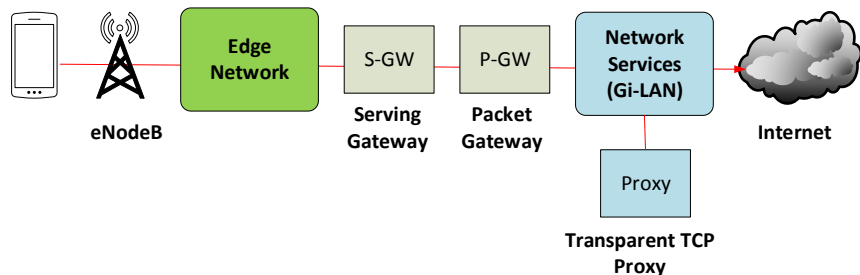 Edge
Network
S-GW
P-GW
Network
Services
(Gi-LAN)
eNodeB
Serving
Gateway
Packet
Gateway
Internet
Proxy
Transparent TCP
Proxy